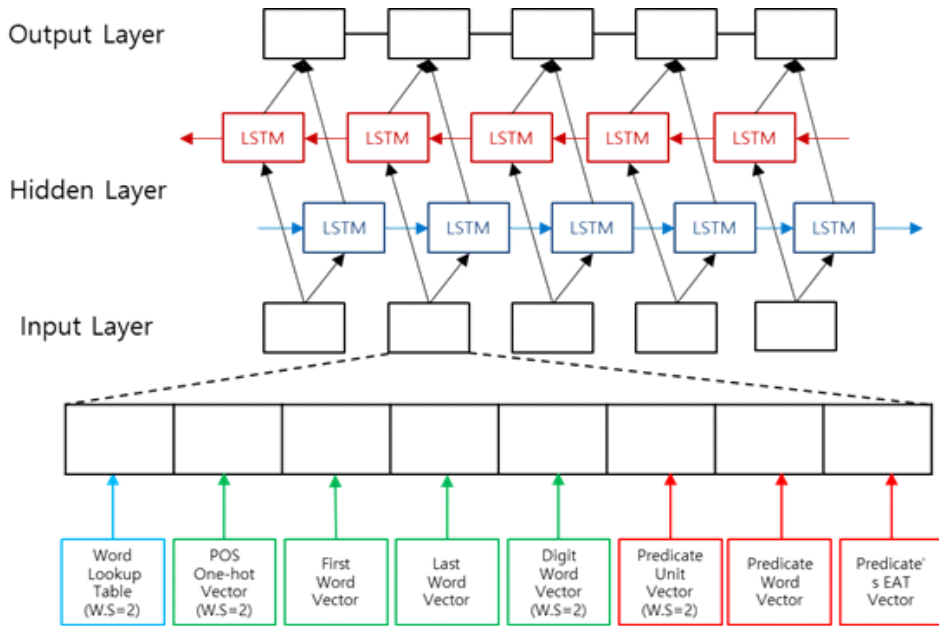 Output Layer
LSTM LSTM LSTM LSTM LSTM
Hidden Layer
LSTM LSTM LSTM LSTM LSTM
Input Layer
Word
Lookup
Table
(W.S=2)
POS
One-hot
Vector
(W.S=2)
First
Word
Vector
Last
Word
Vector
Digit
Word
Vector
(W.S=2)
Predicate
Unit
Vector
(W.S=2)
Predicate
Word
Vector
Predicate'
s EAT
Vector